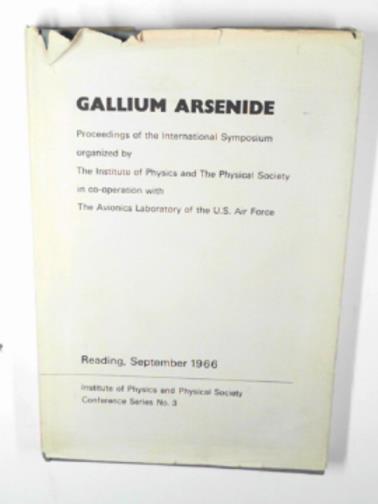 GALLIUM ARSENIDE
Proceedings of the International Symposium
organized by
The Institute of Physics and The Physical Society
in co-operation with
The Avionics Laboratory of the U.S. Air Force
Reading, September 1966
Institute of Physics and Physical Society
Conference Series No. 3